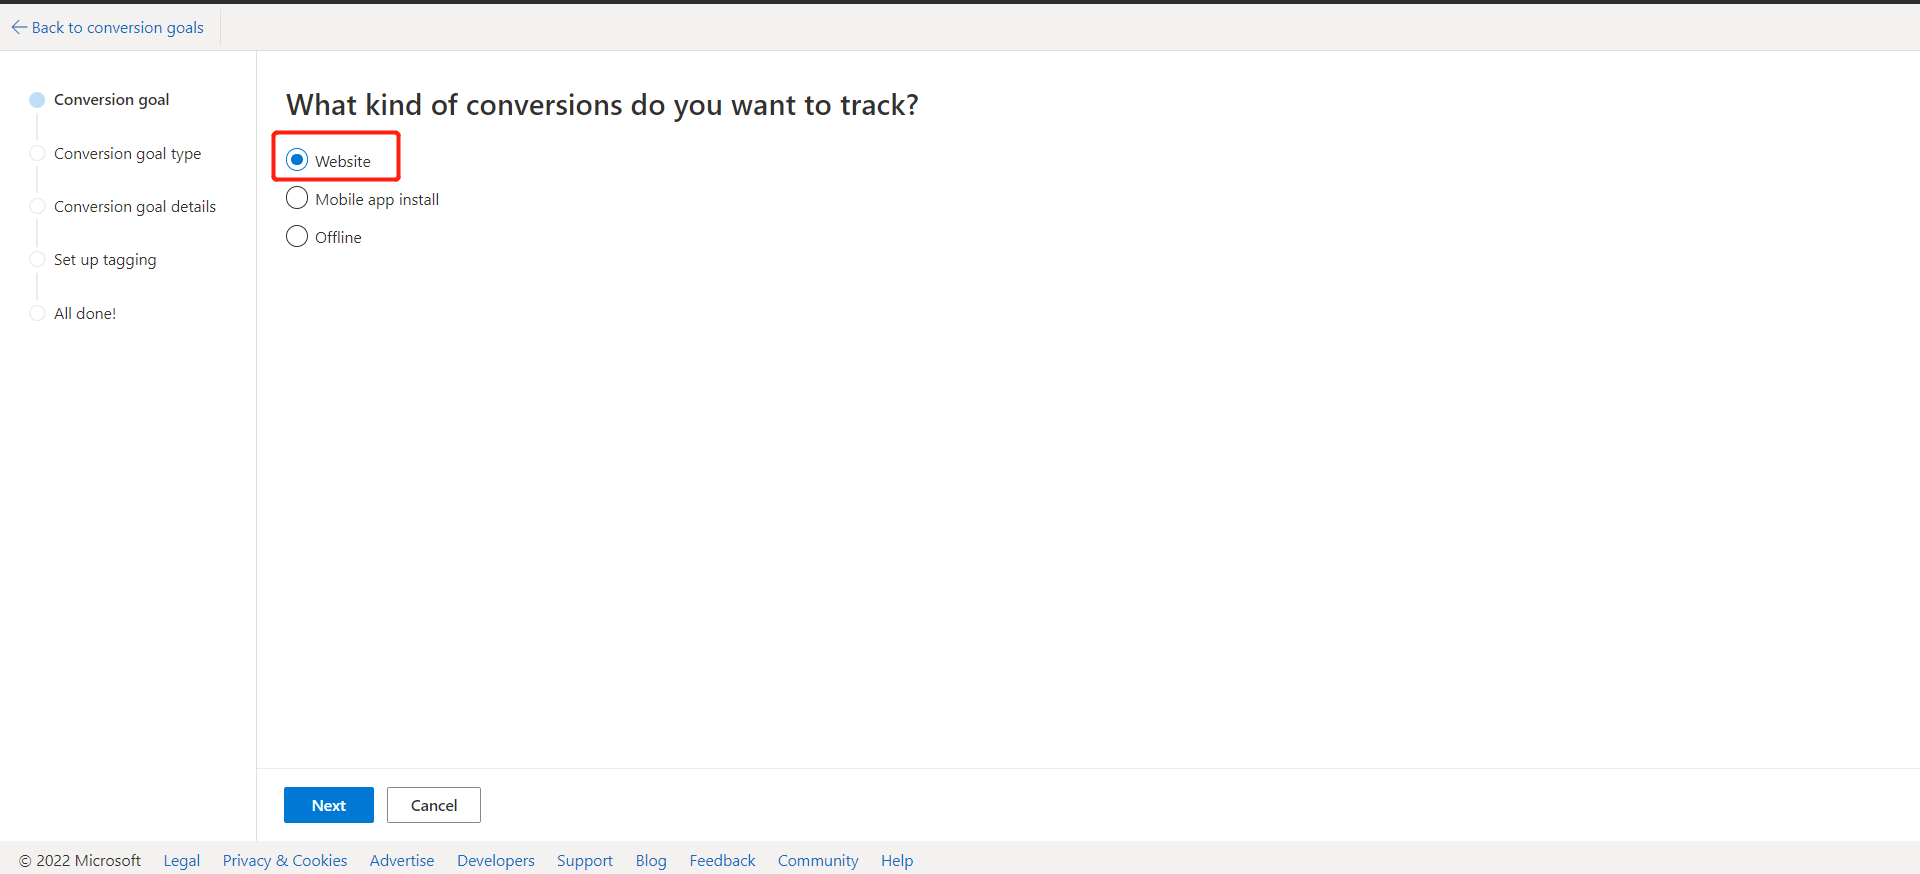 Back to conversion goals
Conversion goal
Conversion goal type
Conversion goal details
Set up tagging
All done!
What kind of conversions do you want to track?
Website
Mobile app install
Offline
Next Cancel
© 2022 Microsoft Legal Privacy & Cookies Advertise Developers Support Blog Feedback Community Help